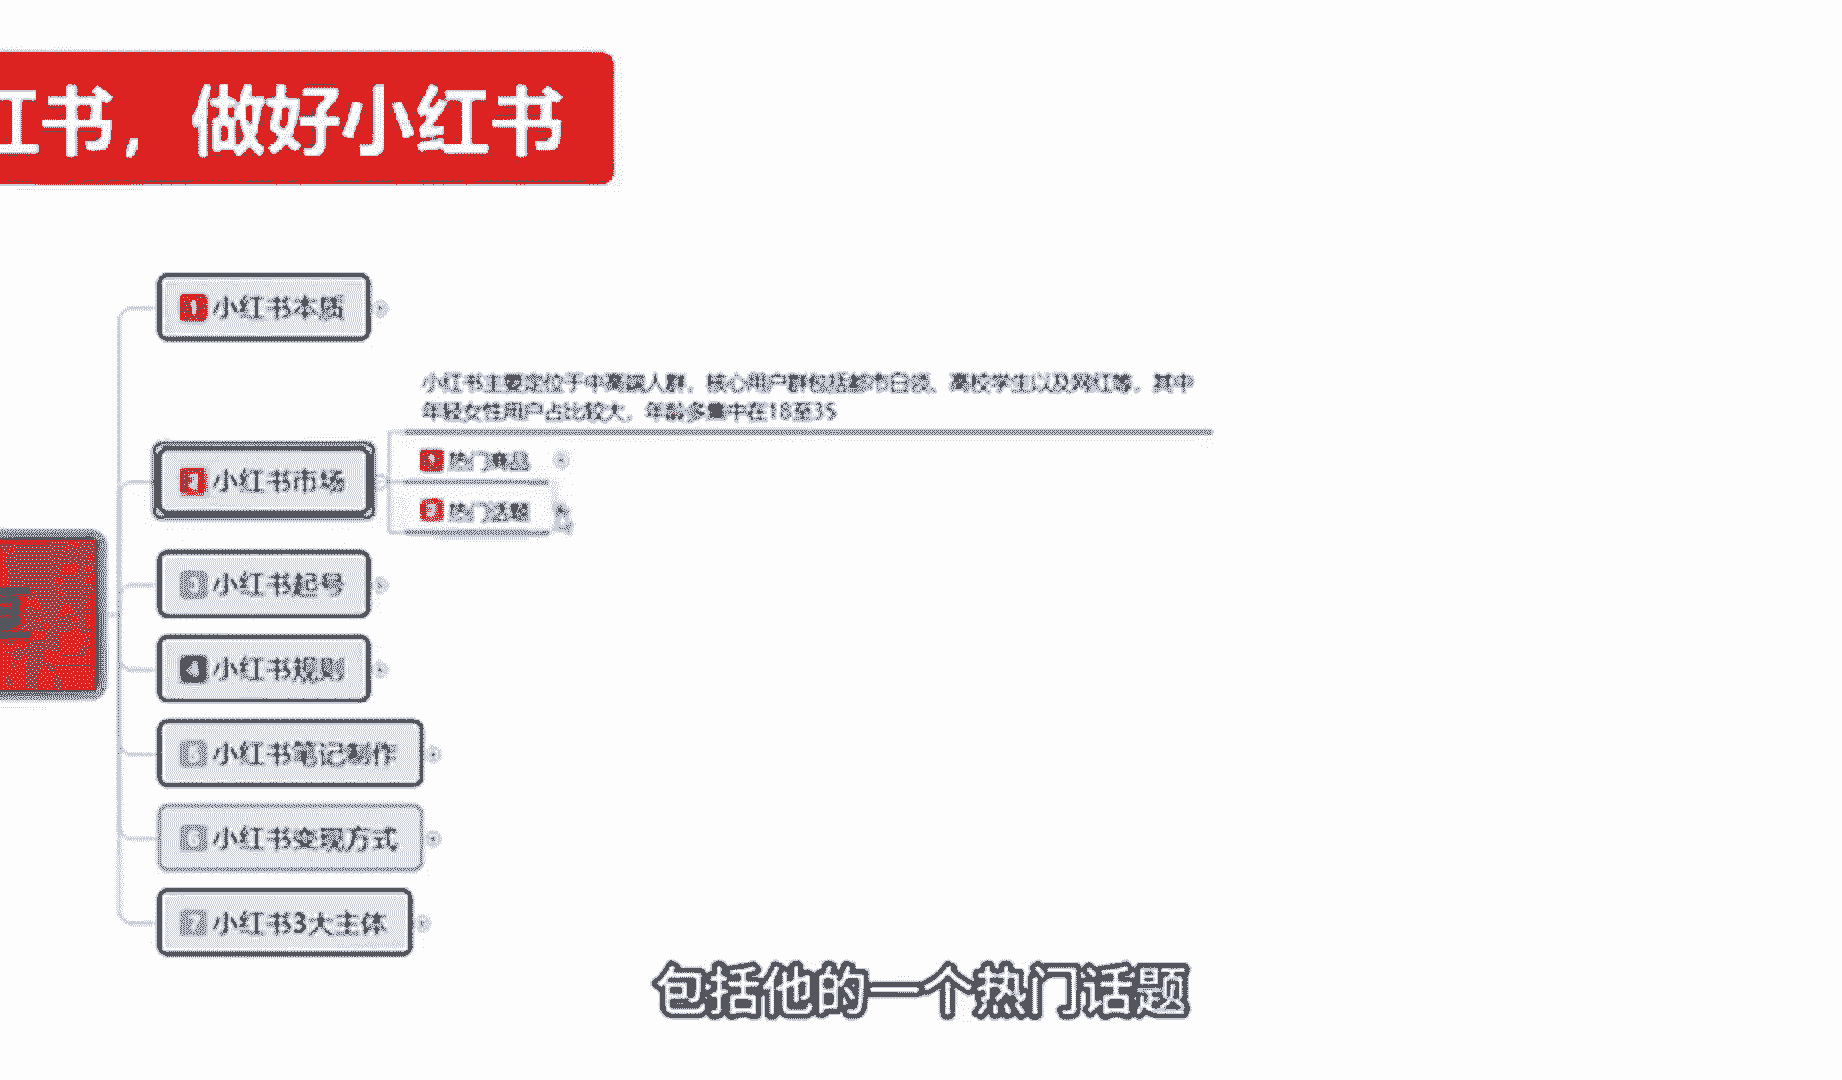 红书，做好小红书
1 小红书本质
小红书主要定位于中高端人群，核心用户群包括都市白领、高校学生以及网红等，其中
年轻女性用户占比较大，年龄多集中在18至35
2 小红书市场
1 热门商品
2 热门话题
3 小红书起号
4 小红书规则
5 小红书笔记制作
6 小红书变现方式
7 小红书3大主体
包括他的一个热门话题